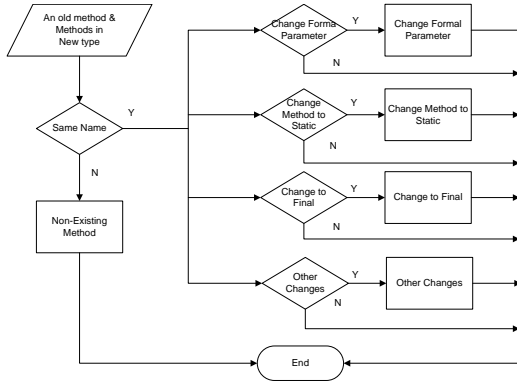 An old method &
Methods in
New type
Same Name
Y
N
Non-Existing
Method
Change Forma
Parameter
Y
N
Change Formal
Parameter
Change
Method to
Static
Y
N
Change Method to
Static
Change to
Final
Y
N
Change to Final
Other
Changes
Y
N
Other Changes
End